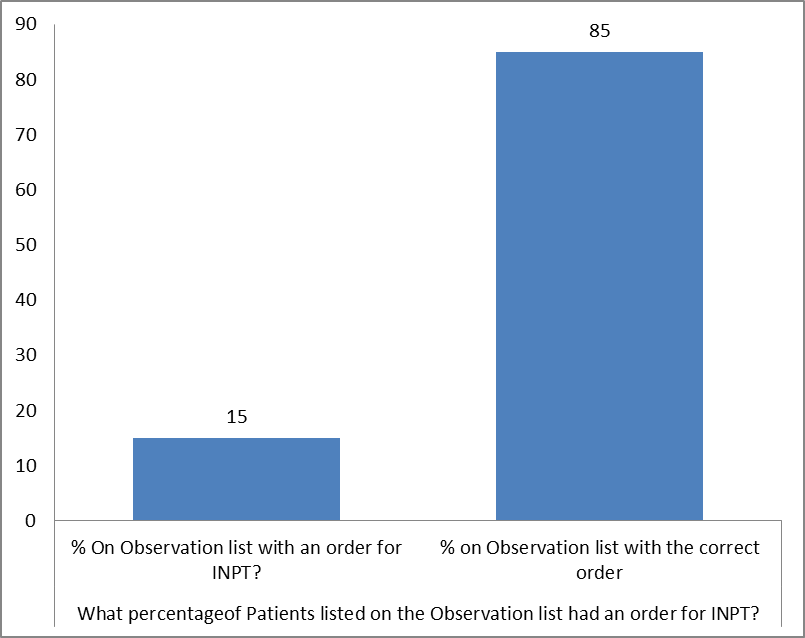 90
80
70
60
50
40
30
20
10
0
15
85
% On Observation list with an order for
INPT?
% on Observation list with the correct
order
What percentageof Patients listed on the Observation list had an order for INPT?